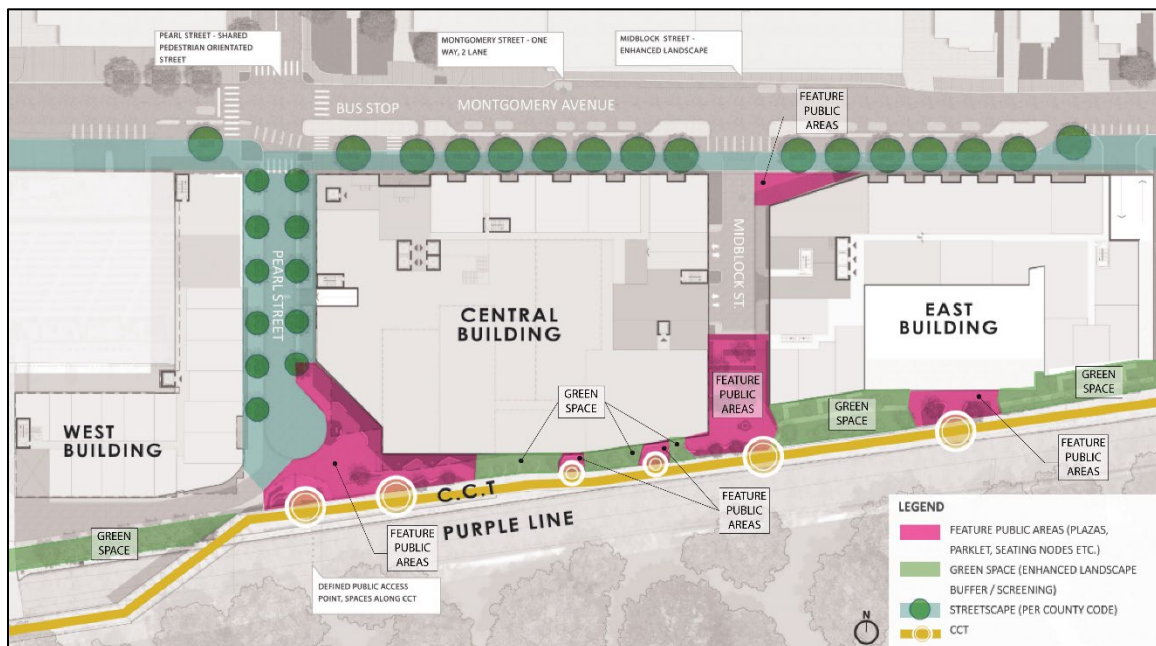 PEARL STREET - SHARED
PEDESTRIAN ORIENTATED
STREET
MONTGOMERY STREET - ONE
WAY, 2 LANE
MIDBLOCK STREET -
ENHANCED LANDSCAPE
BUS STOP
MONTGOMERY AVENUE
FEATURE
PUBLIC
AREAS
PEARL STREET
MIDBLOCK ST.
CENTRAL
BUILDING
EAST
BUILDING
WEST
BUILDING
GREEN
SPACE
FEATURE
PUBLIC
AREAS
GREEN
SPACE
GREEN
SPACE
FEATURE
PUBLIC
AREAS
C.C.T
PURPLE LINE
FEATURE
PUBLIC
AREAS
FEATURE
PUBLIC
AREAS
GREEN
SPACE
DEFINED PUBLIC ACCESS
POINT, SPACES ALONG CCT
N
LEGEND
FEATURE PUBLIC AREAS (PLAZAS,
PARKLET, SEATING NODES ETC.)
GREEN SPACE (ENHANCED LANDSCAPE
BUFFER / SCREENING)
STREETSCAPE (PER COUNTY CODE)
CCT